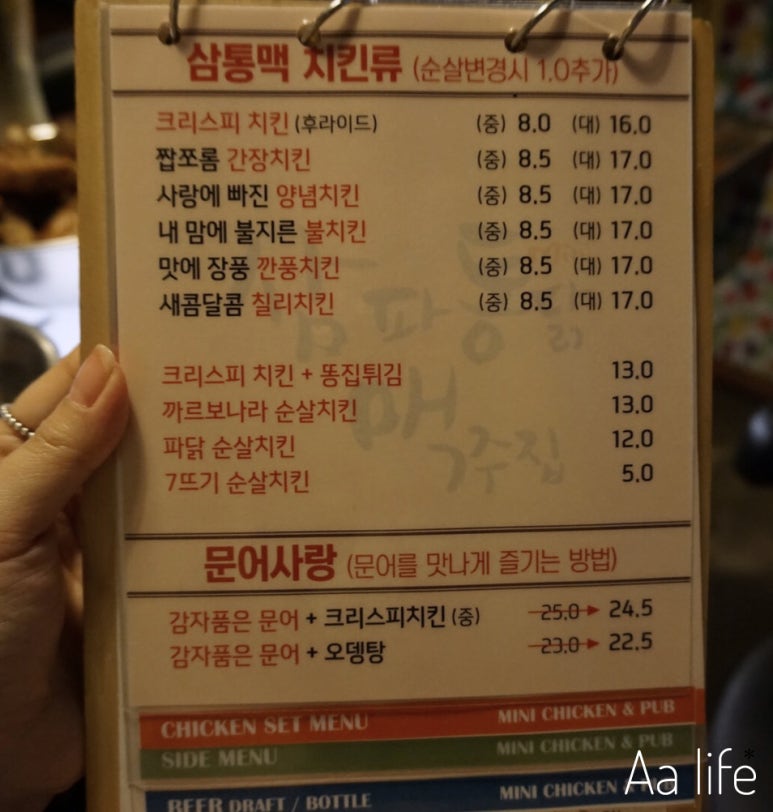 삼통맥 치킨류 (순살변경시 1.0추가)
크리스피 치킨 (후라이드) (중) 8.0 (대) 16.0
짭쪼롬 간장치킨 (중) 8.5 (대) 17.0
사랑에 빠진 양념치킨 (중) 8.5 (대) 17.0
내 맘에 불지른 불치킨 (중) 8.5 (대) 17.0
맛에 장풍 깐풍치킨 (중) 8.5 (대) 17.0
새콤달콤 칠리치킨 (중) 8.5 (대) 17.0
크리스피 치킨 + 똥집튀김 13.0
까르보나라 순살치킨 13.0
파닭 순살치킨 12.0
7뜨기 순살치킨 5.0
문어사랑 (문어를 맛나게 즐기는 방법)
감자품은 문어 + 크리스피치킨 (중) 25.0 24.5
감자품은 문어 + 오뎅탕 23.0 22.5
CHICKEN SET MENU MINI CHICKEN & PUB
SIDE MENU MINI CHICKEN & PUB
BEER DRAFT / BOTTLE MINI CHICKEN &
Aa life*